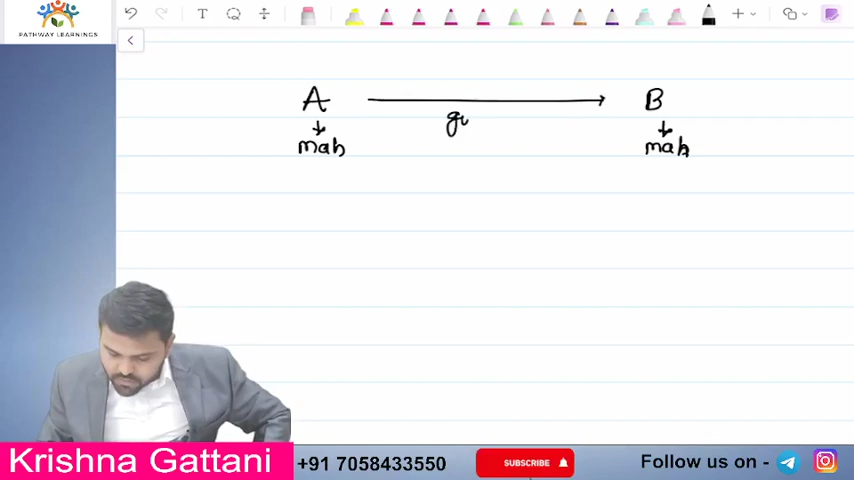 PATHWAY LEARNINGS
T
A B
gu
mah mah
Krishna Gattani +91 7058433550 SUBSCRIBE Follow us on -